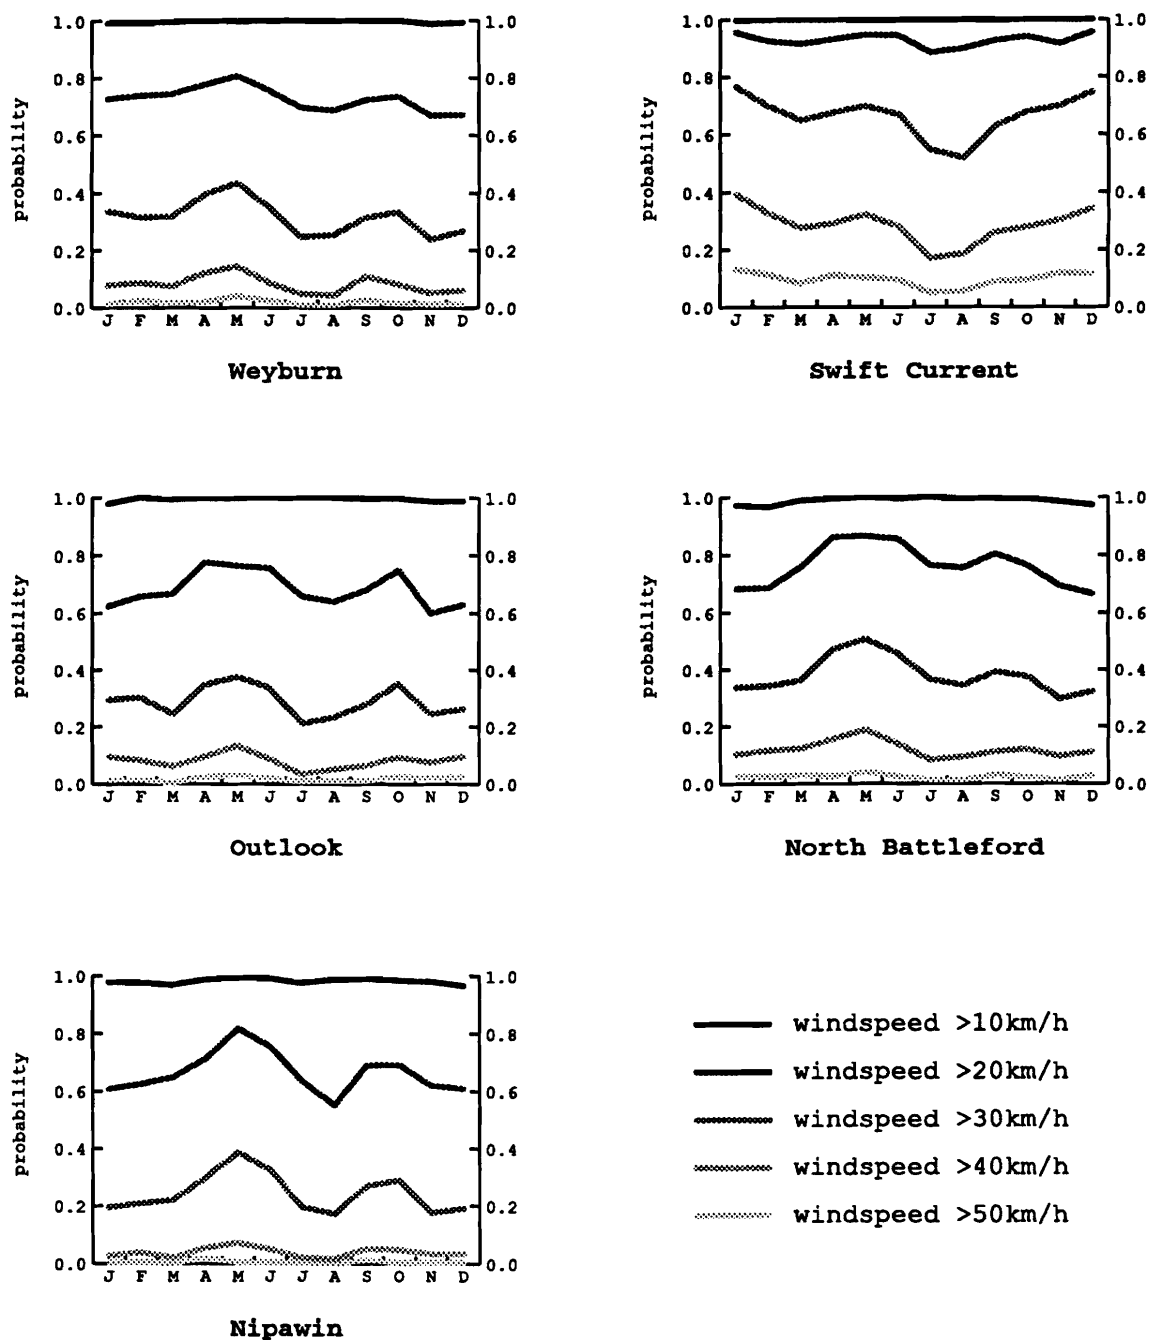 1.0 1.0
0.8 0.8
0.6 0.6
0.4 0.4
0.2 0.2
0.0 0.0
probability
J F M A M J J A S O N D
Weyburn
1.0 1.0
0.8 0.8
0.6 0.6
0.4 0.4
0.2 0.2
0.0 0.0
probability
J F M A M J J A S O N D
Swift Current
1.0 1.0
0.8 0.8
0.6 0.6
0.4 0.4
0.2 0.2
0.0 0.0
probability
J F M A M J J A S O N D
Outlook
1.0 1.0
0.8 0.8
0.6 0.6
0.4 0.4
0.2 0.2
0.0 0.0
probability
J F M A M J J A S O N D
North Battleford
1.0 1.0
0.8 0.8
0.6 0.6
0.4 0.4
0.2 0.2
0.0 0.0
probability
J F M A M J J A S O N D
Nipawin
windspeed >10km/h
windspeed >20km/h
windspeed >30km/h
windspeed >40km/h
windspeed >50km/h